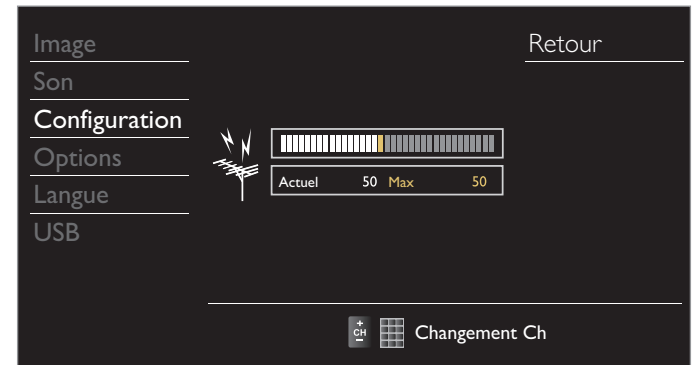 Image
Retour
Son
Configuration
Options
Langue
USB
Actuel 50 Max 50
+
CH
−
Changement Ch